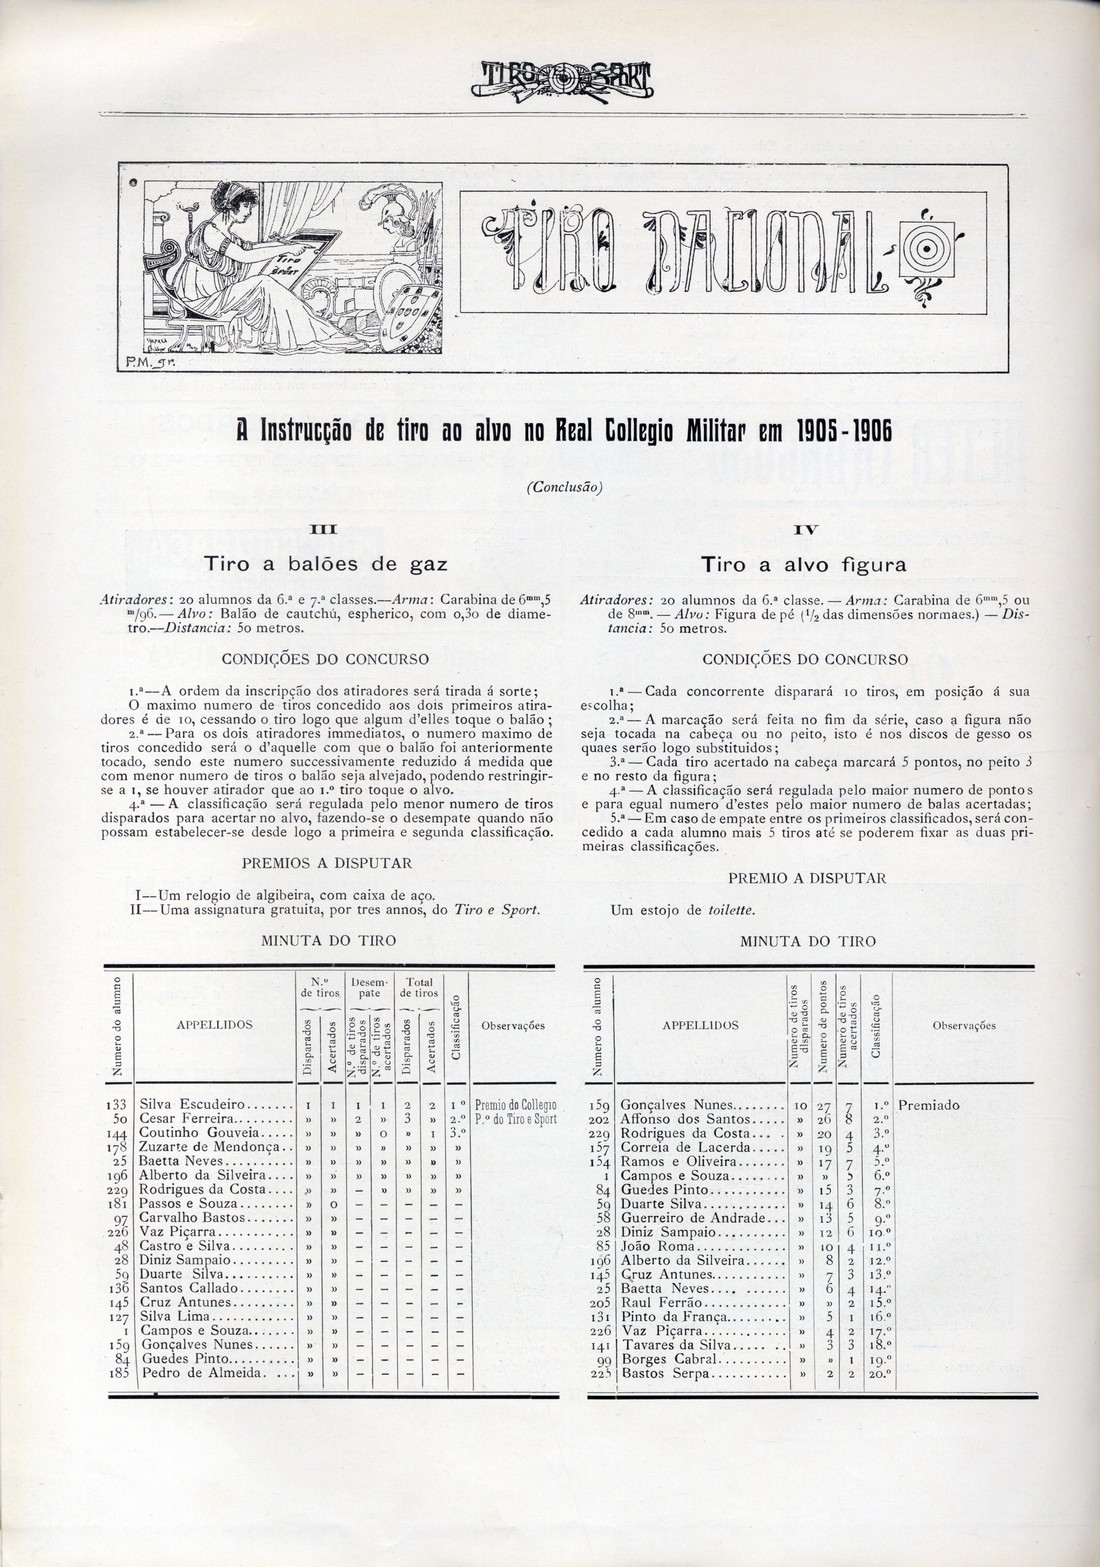 TIRO SPORT
TIRO SPORT
P.M. gr.
TIRO NACIONAL
A Instrucção de tiro ao alvo no Real Collegio Militar em 1905-1906
(Conclusão)
III
Tiro a balões de gaz
Atiradores: 20 alumnos da 6.ª e 7.ª classes.—Arma: Carabina de 6mm,5
m/96.— Alvo: Balão de cautchú, espherico, com 0,30 de diame-
tro.—Distancia: 50 metros.
CONDIÇÕES DO CONCURSO
1.ª—A ordem da inscripção dos atiradores será tirada á sorte;
O maximo numero de tiros concedido aos dois primeiros atira-
dores é de 10, cessando o tiro logo que algum d'elles toque o balão;
2.ª—Para os dois atiradores immediatos, o numero maximo de
tiros concedido será o d'aquelle com que o balão foi anteriormente
tocado, sendo este numero successivamente reduzido á medida que
com menor numero de tiros o balão seja alvejado, podendo restringir-
se a 1, se houver atirador que ao 1.º tiro toque o alvo.
4.ª — A classificação será regulada pelo menor numero de tiros
disparados para acertar no alvo, fazendo-se o desempate quando não
possam estabelecer-se desde logo a primeira e segunda classificação.
PREMIOS A DISPUTAR
I—Um relogio de algibeira, com caixa de aço.
II—Uma assignatura gratuita, por tres annos, do Tiro e Sport.
MINUTA DO TIRO
Numero do alumno
APPELLIDOS
N.º de tiros
Disparados
Acertados
Desem-pate
N.º de tiros disparados
N.º de tiros acertados
Total de tiros
Disparados
Acertados
Classificação
Observações
133 Silva Escudeiro....... 1 1 1 1 2 2 1º Premio do Collegio
50 Cesar Ferreira........ » » 2 » 3 » 2.º P.º do Tiro e Sport
144 Coutinho Gouveia..... » » » 0 » 1 3.º
178 Zuzarte de Mendonça.. » » » » » » »
25 Baetta Neves.......... » » » » » » »
196 Alberto da Silveira.... » » » » » » »
229 Rodrigues da Costa.... » » – » » » »
181 Passos e Souza........ » 0 – – – – –
97 Carvalho Bastos....... » » – – – – –
226 Vaz Piçarra........... » » – – – – –
48 Castro e Silva......... » » – – – – –
28 Diniz Sampaio......... » » – – – – –
59 Duarte Silva.......... » » – – – – –
136 Santos Callado........ » » – – – – –
145 Cruz Antunes......... » » – – – – –
127 Silva Lima............ » » – – – – –
1 Campos e Souza....... » » – – – – –
159 Gonçalves Nunes...... » » – – – – –
84 Guedes Pinto.......... » » – – – – –
185 Pedro de Almeida. ... » » – – – – –
IV
Tiro a alvo figura
Atiradores: 20 alumnos da 6.ª classe. — Arma: Carabina de 6mm,5 ou
de 8mm. — Alvo: Figura de pé (1/2 das dimensões normaes.) — Dis-
tancia: 50 metros.
CONDIÇÕES DO CONCURSO
1.ª — Cada concorrente disparará 10 tiros, em posição á sua
escolha;
2.ª — A marcação será feita no fim da série, caso a figura não
seja tocada na cabeça ou no peito, isto é nos discos de gesso os
quaes serão logo substituidos;
3.ª — Cada tiro acertado na cabeça marcará 5 pontos, no peito 3
e no resto da figura;
4.ª — A classificação será regulada pelo maior numero de pontos
e para egual numero d'estes pelo maior numero de balas acertadas;
5.ª — Em caso de empate entre os primeiros classificados, será con-
cedido a cada alumno mais 5 tiros até se poderem fixar as duas pri-
meiras classificações.
PREMIO A DISPUTAR
Um estojo de toilette.
MINUTA DO TIRO
Numero do alumno
APPELLIDOS
Numero de tiros disparados
Numero de pontos
Numero de tiros acertados
Classificação
Observações
159 Gonçalves Nunes........ 10 27 7 1.º Premiado
202 Affonso dos Santos...... » 26 8 2.º
229 Rodrigues da Costa... . » 20 4 3.º
157 Correia de Lacerda...... » 19 5 4.º
154 Ramos e Oliveira....... » 17 7 5.º
1 Campos e Souza........ » » 5 6.º
84 Guedes Pinto........... » 15 3 7.º
59 Duarte Silva............ » 14 6 8.º
58 Guerreiro de Andrade... » 13 5 9.º
28 Diniz Sampaio.......... » 12 6 10.º
85 João Roma............. » 10 4 11.º
196 Alberto da Silveira...... » 8 2 12.º
145 Cruz Antunes........... » 7 3 13.º
25 Baetta Neves.... ....... » 6 4 14.º
205 Raul Ferrão............ » » 2 15.º
131 Pinto da França......... » 5 1 16.º
226 Vaz Piçarra............ » 4 2 17.º
141 Tavares da Silva..... .. » 3 3 18.º
99 Borges Cabral.......... » » 1 19.º
225 Bastos Serpa........... » 2 2 20.º